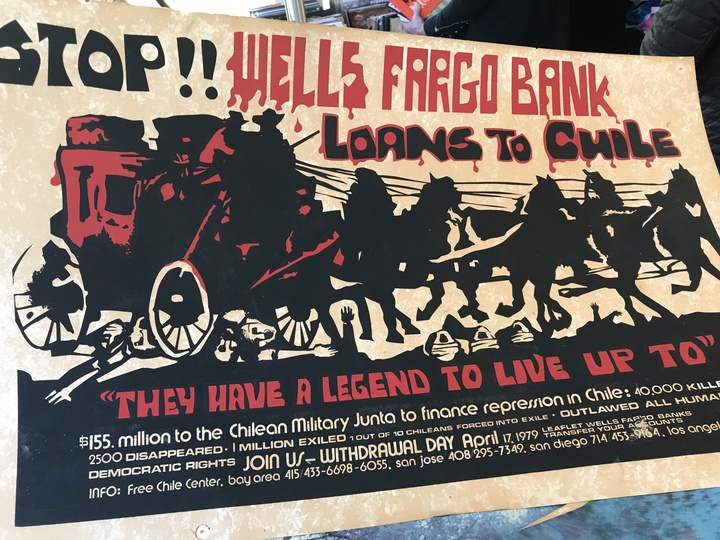 STOP!! WELLS FARGO BANK
LOANS TO CHILE
"THEY HAVE A LEGEND TO LIVE UP TO"
$155. million to the Chilean Military Junta to finance repression in Chile: 40,000 KILLE
2500 DISAPPEARED · 1 MILLION EXILED 1 OUT OF 10 CHILEANS FORCED INTO EXILE · OUTLAWED ALL HUMA
DEMOCRATIC RIGHTS JOIN US — WITHDRAWAL DAY April 17, 1979 LEAFLET WELLS FARGO BANKS
TRANSFER YOUR ACCOUNTS
INFO: Free Chile Center, bay area 415/433-6698-6055, san jose 408/295-7349, san diego 714/453-9164, los angel